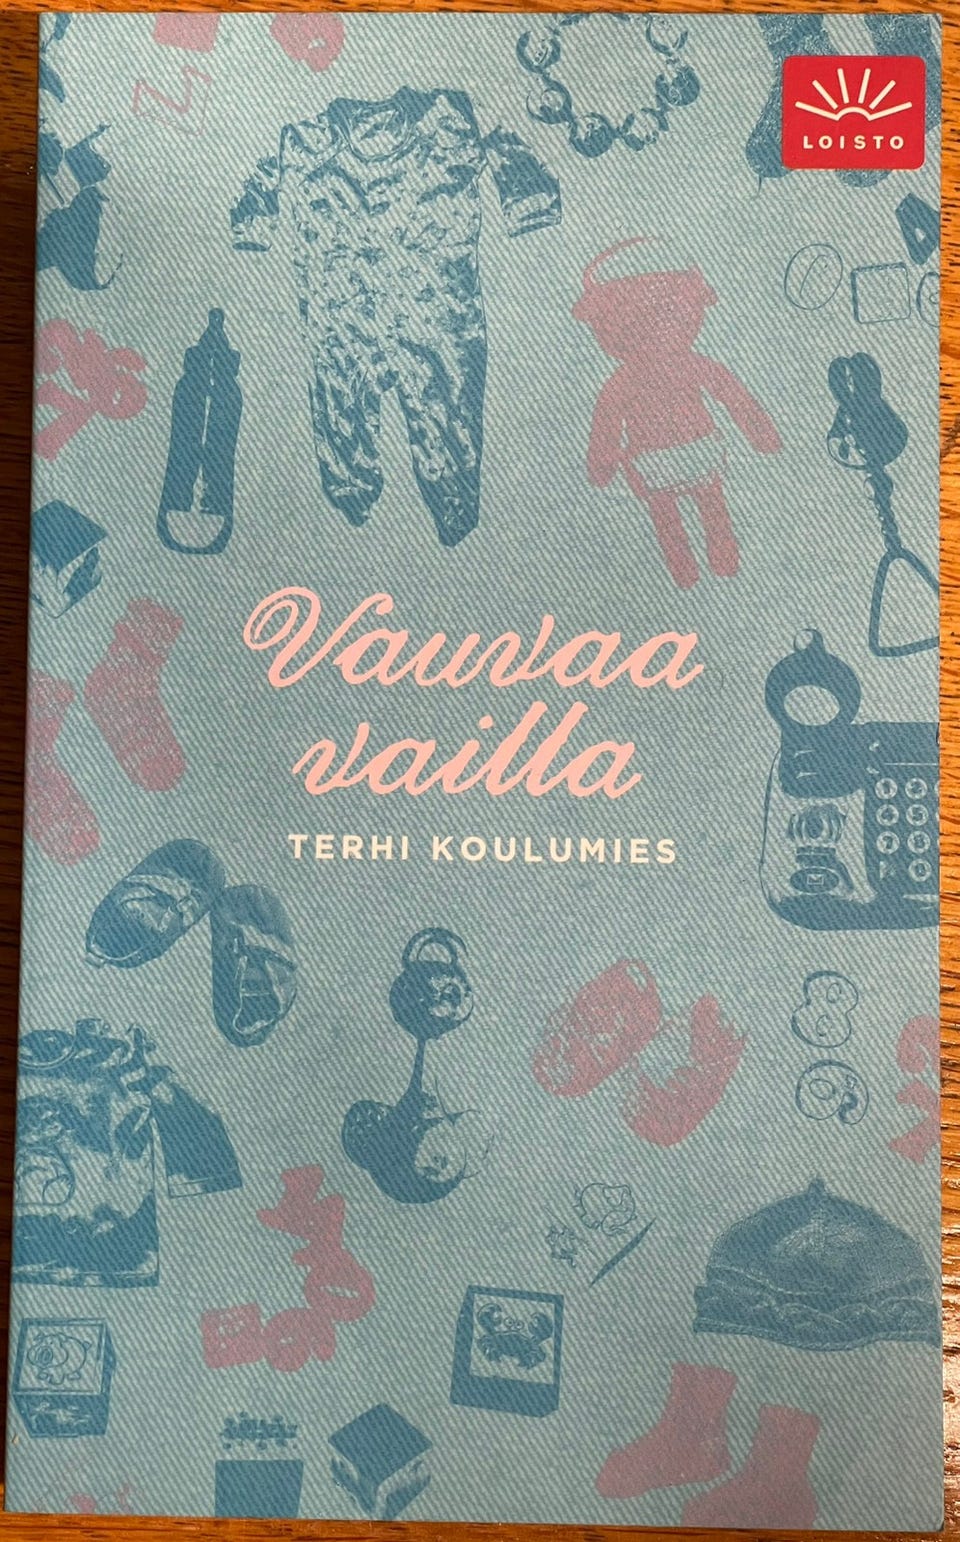 LOISTO
Vauvaa
vailla
TERHI KOULUMIES